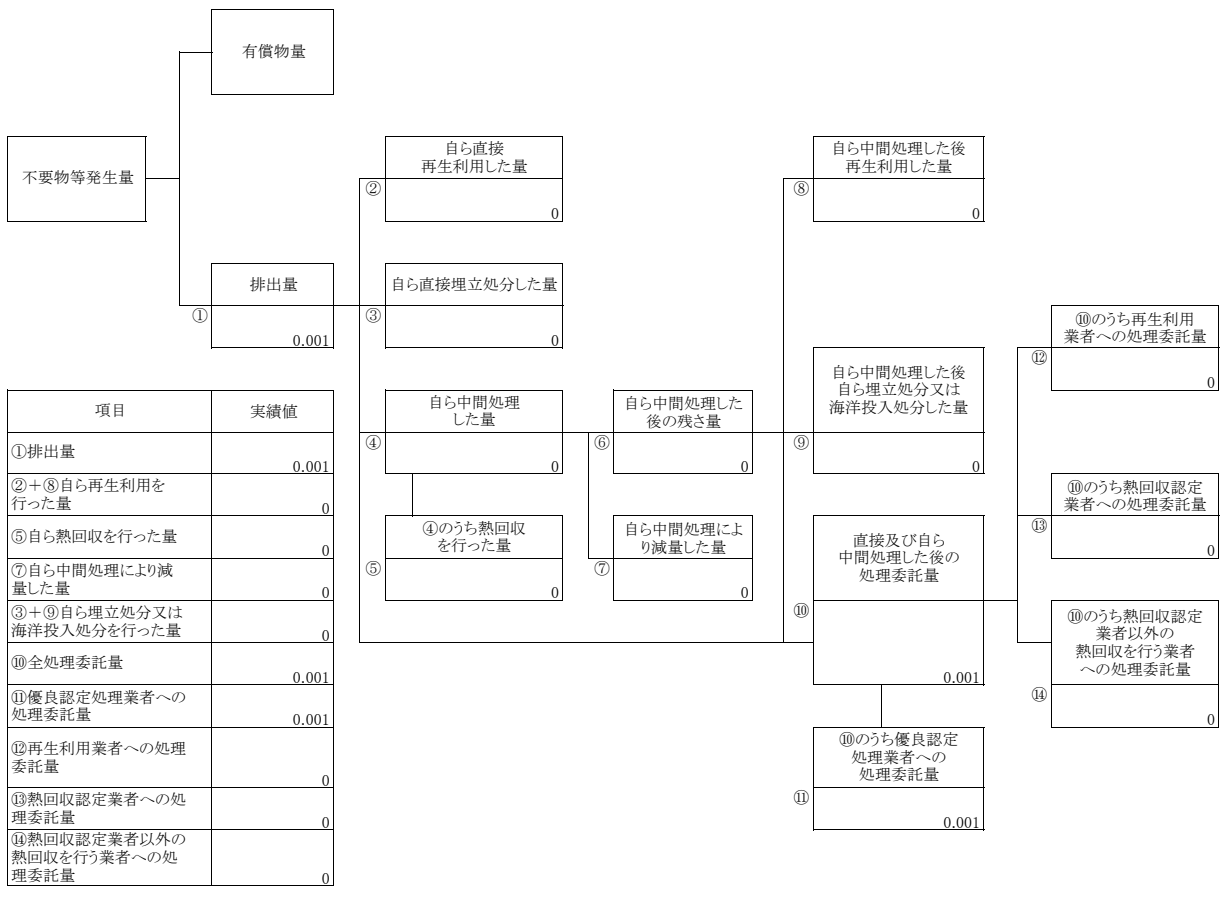 有償物量
不要物等発生量
排出量
①
0.001
自ら直接
再生利用した量
②
0
自ら直接埋立処分した量
③
0
自ら中間処理
した量
④
0
④のうち熱回収
を行った量
⑤
0
自ら中間処理した
後の残さ量
⑥
0
自ら中間処理によ
り減量した量
⑦
0
自ら中間処理した後
再生利用した量
⑧
0
自ら中間処理した後
自ら埋立処分又は
海洋投入処分した量
⑨
0
直接及び自ら
中間処理した後の
処理委託量
⑩
0.001
⑩のうち優良認定
処理業者への
処理委託量
⑪
0.001
⑩のうち再生利用
業者への処理委託量
⑫
0
⑩のうち熱回収認定
業者への処理委託量
⑬
0
⑩のうち熱回収認定
業者以外の
熱回収を行う業者
への処理委託量
⑭
0
項目 実績値
①排出量
0.001
②+⑧自ら再生利用を
行った量
0
⑤自ら熱回収を行った量
0
⑦自ら中間処理により減
量した量
0
③+⑨自ら埋立処分又は
海洋投入処分を行った量
0
⑩全処理委託量
0.001
⑪優良認定処理業者への
処理委託量
0.001
⑫再生利用業者への処理
委託量
0
⑬熱回収認定業者への処
理委託量
0
⑭熱回収認定業者以外の
熱回収を行う業者への処
理委託量
0